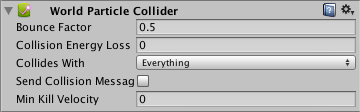 World Particle Collider
Bounce Factor 0.5
Collision Energy Loss 0
Collides With Everything
Send Collision Messag
Min Kill Velocity 0